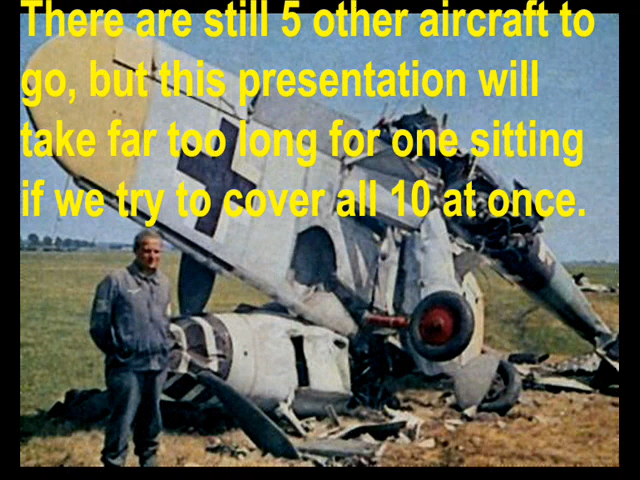 There are still 5 other aircraft to
go, but this presentation will
take far too long for one sitting
if we try to cover all 10 at once.